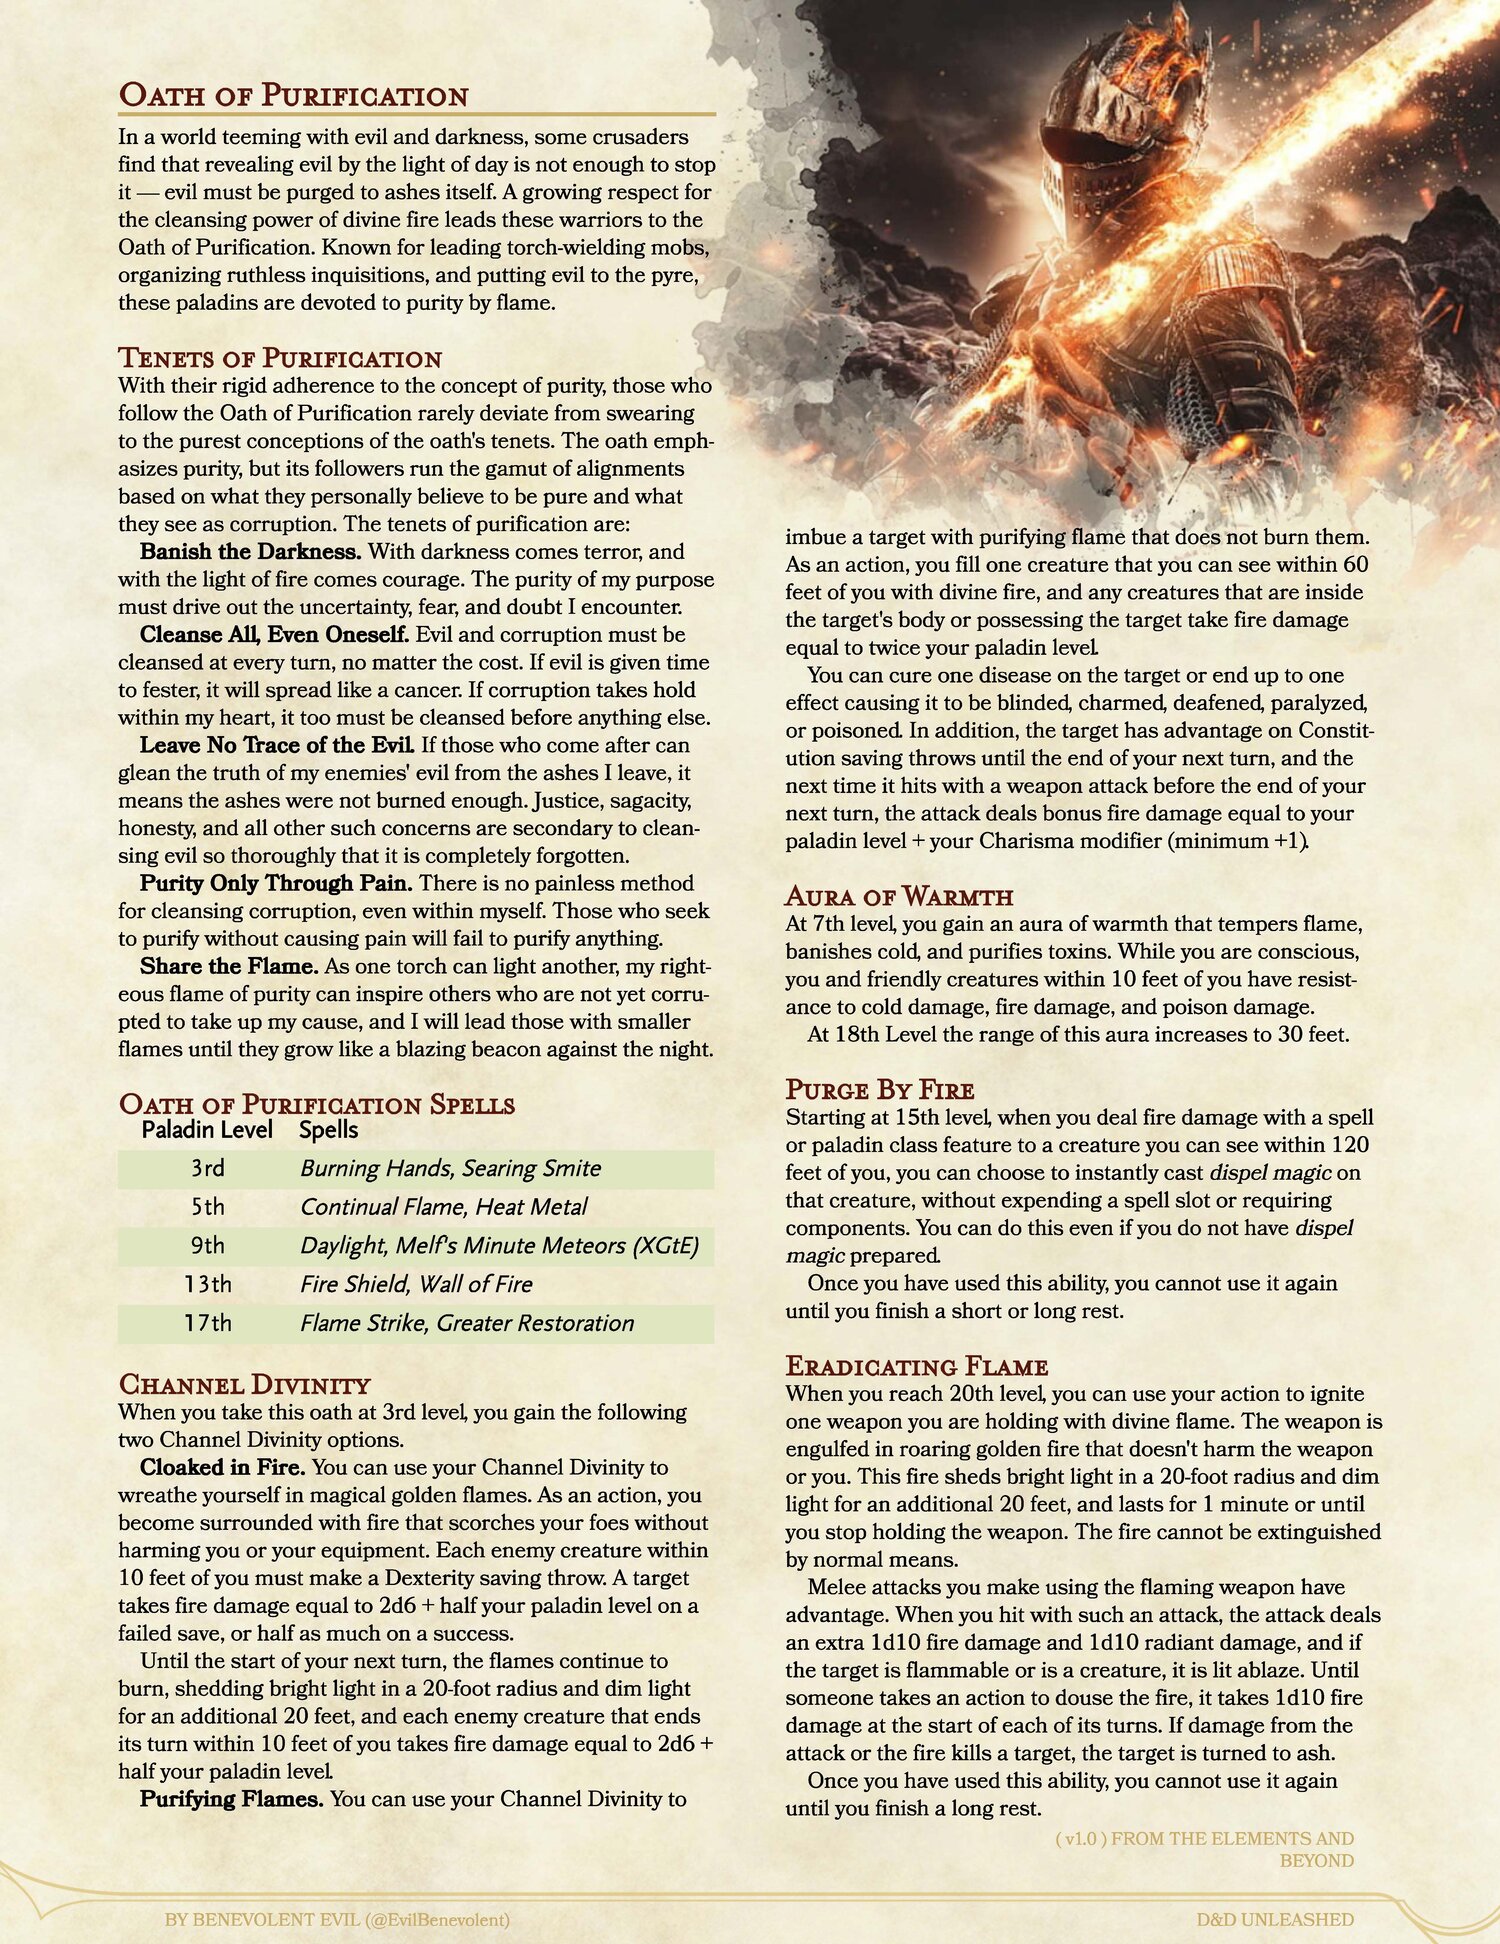 OATH OF PURIFICATION
In a world teeming with evil and darkness, some crusaders
find that revealing evil by the light of day is not enough to stop
it — evil must be purged to ashes itself. A growing respect for
the cleansing power of divine fire leads these warriors to the
Oath of Purification. Known for leading torch-wielding mobs,
organizing ruthless inquisitions, and putting evil to the pyre,
these paladins are devoted to purity by flame.
TENETS OF PURIFICATION
With their rigid adherence to the concept of purity, those who
follow the Oath of Purification rarely deviate from swearing
to the purest conceptions of the oath's tenets. The oath emph-
asizes purity, but its followers run the gamut of alignments
based on what they personally believe to be pure and what
they see as corruption. The tenets of purification are:
Banish the Darkness. With darkness comes terror, and
with the light of fire comes courage. The purity of my purpose
must drive out the uncertainty, fear, and doubt I encounter.
Cleanse All, Even Oneself. Evil and corruption must be
cleansed at every turn, no matter the cost. If evil is given time
to fester, it will spread like a cancer. If corruption takes hold
within my heart, it too must be cleansed before anything else.
Leave No Trace of the Evil. If those who come after can
glean the truth of my enemies' evil from the ashes I leave, it
means the ashes were not burned enough. Justice, sagacity,
honesty, and all other such concerns are secondary to clean-
sing evil so thoroughly that it is completely forgotten.
Purity Only Through Pain. There is no painless method
for cleansing corruption, even within myself. Those who seek
to purify without causing pain will fail to purify anything.
Share the Flame. As one torch can light another, my right-
eous flame of purity can inspire others who are not yet corru-
pted to take up my cause, and I will lead those with smaller
flames until they grow like a blazing beacon against the night.
OATH OF PURIFICATION SPELLS
Paladin Level Spells
3rd Burning Hands, Searing Smite
5th Continual Flame, Heat Metal
9th Daylight, Melf's Minute Meteors (XGtE)
13th Fire Shield, Wall of Fire
17th Flame Strike, Greater Restoration
CHANNEL DIVINITY
When you take this oath at 3rd level, you gain the following
two Channel Divinity options.
Cloaked in Fire. You can use your Channel Divinity to
wreathe yourself in magical golden flames. As an action, you
become surrounded with fire that scorches your foes without
harming you or your equipment. Each enemy creature within
10 feet of you must make a Dexterity saving throw. A target
takes fire damage equal to 2d6 + half your paladin level on a
failed save, or half as much on a success.
Until the start of your next turn, the flames continue to
burn, shedding bright light in a 20-foot radius and dim light
for an additional 20 feet, and each enemy creature that ends
its turn within 10 feet of you takes fire damage equal to 2d6 +
half your paladin level.
Purifying Flames. You can use your Channel Divinity to
imbue a target with purifying flame that does not burn them.
As an action, you fill one creature that you can see within 60
feet of you with divine fire, and any creatures that are inside
the target's body or possessing the target take fire damage
equal to twice your paladin level.
You can cure one disease on the target or end up to one
effect causing it to be blinded, charmed, deafened, paralyzed,
or poisoned. In addition, the target has advantage on Constit-
ution saving throws until the end of your next turn, and the
next time it hits with a weapon attack before the end of your
next turn, the attack deals bonus fire damage equal to your
paladin level + your Charisma modifier (minimum +1).
AURA OF WARMTH
At 7th level, you gain an aura of warmth that tempers flame,
banishes cold, and purifies toxins. While you are conscious,
you and friendly creatures within 10 feet of you have resist-
ance to cold damage, fire damage, and poison damage.
At 18th Level the range of this aura increases to 30 feet.
PURGE BY FIRE
Starting at 15th level, when you deal fire damage with a spell
or paladin class feature to a creature you can see within 120
feet of you, you can choose to instantly cast dispel magic on
that creature, without expending a spell slot or requiring
components. You can do this even if you do not have dispel
magic prepared.
Once you have used this ability, you cannot use it again
until you finish a short or long rest.
ERADICATING FLAME
When you reach 20th level, you can use your action to ignite
one weapon you are holding with divine flame. The weapon is
engulfed in roaring golden fire that doesn't harm the weapon
or you. This fire sheds bright light in a 20-foot radius and dim
light for an additional 20 feet, and lasts for 1 minute or until
you stop holding the weapon. The fire cannot be extinguished
by normal means.
Melee attacks you make using the flaming weapon have
advantage. When you hit with such an attack, the attack deals
an extra 1d10 fire damage and 1d10 radiant damage, and if
the target is flammable or is a creature, it is lit ablaze. Until
someone takes an action to douse the fire, it takes 1d10 fire
damage at the start of each of its turns. If damage from the
attack or the fire kills a target, the target is turned to ash.
Once you have used this ability, you cannot use it again
until you finish a long rest.
( v1.0 ) FROM THE ELEMENTS AND
BEYOND
BY BENEVOLENT EVIL (@EvilBenevolent)
D&D UNLEASHED